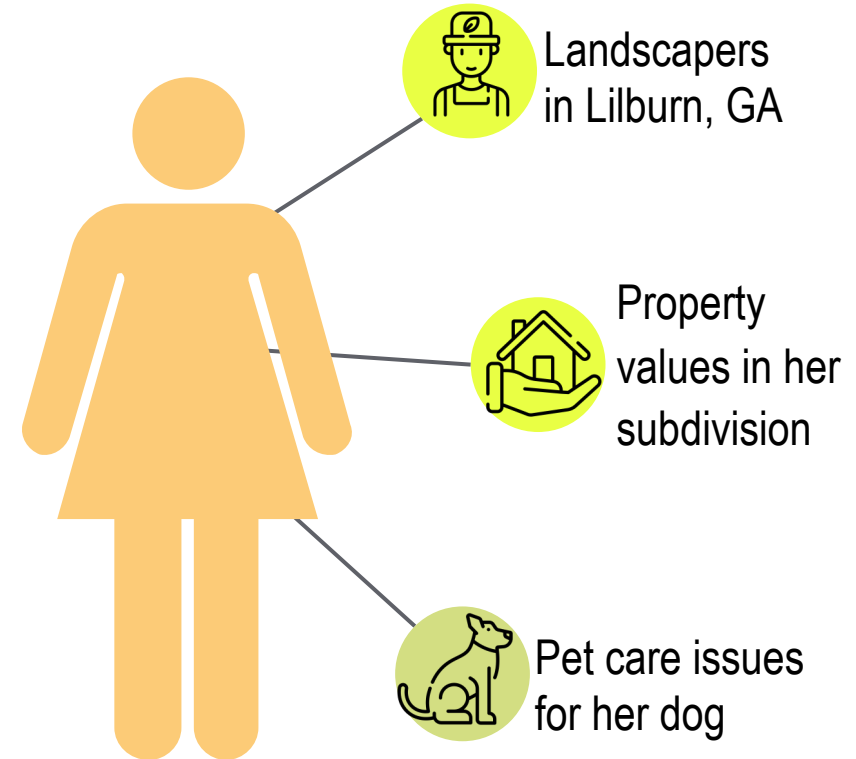 Landscapers
in Lilburn, GA
Property
values in her
subdivision
Pet care issues
for her dog